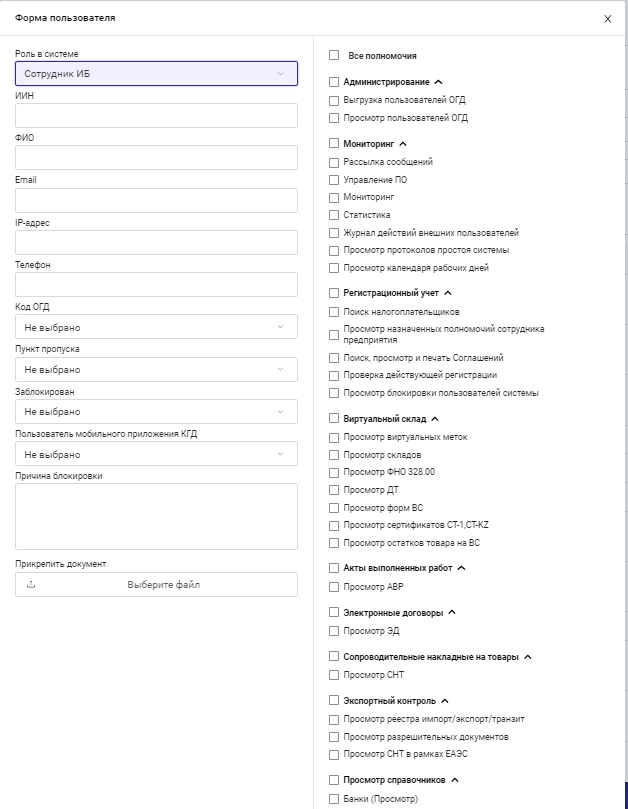 Форма пользователя
X
Роль в системе
Сотрудник ИБ
ИИН
ФИО
Email
IP-адрес
Телефон
Код ОГД
Не выбрано
Пункт пропуска
Не выбрано
Заблокирован
Не выбрано
Пользователь мобильного приложения КГД
Не выбрано
Причина блокировки
Прикрепить документ
Выберите файл
Все полномочия
Администрирование
Выгрузка пользователей ОГД
Просмотр пользователей ОГД
Мониторинг
Рассылка сообщений
Управление ПО
Мониторинг
Статистика
Журнал действий внешних пользователей
Просмотр протоколов простоя системы
Просмотр календаря рабочих дней
Регистрационный учет
Поиск налогоплательщиков
Просмотр назначенных полномочий сотрудника
предприятия
Поиск, просмотр и печать Соглашений
Проверка действующей регистрации
Просмотр блокировки пользователей системы
Виртуальный склад
Просмотр виртуальных меток
Просмотр складов
Просмотр ФНО 328.00
Просмотр ДТ
Просмотр форм ВС
Просмотр сертификатов СТ-1,CT-KZ
Просмотр остатков товара на ВС
Акты выполненных работ
Просмотр АВР
Электронные договоры
Просмотр ЭД
Сопроводительные накладные на товары
Просмотр СНТ
Экспортный контроль
Просмотр реестра импорт/экспорт/транзит
Просмотр разрешительных документов
Просмотр СНТ в рамках ЕАЭС
Просмотр справочников
Банки (Просмотр)